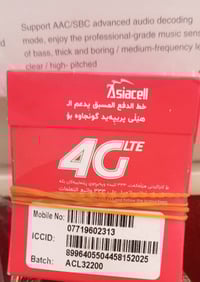 Support AAC/SBC advanced audio decoding
mode, enjoy the professional-grade music sens
of bass, thick and boring / medium-frequency le
clear / high- pitched
Asiacell
خط الدفع المسبق يدعم الـ
هێڵی پریپەید گونجاوە بۆ
4G LTE
Mobile No:
07719602313
ICCID:
8996405504458152025
Batch: ACL32200